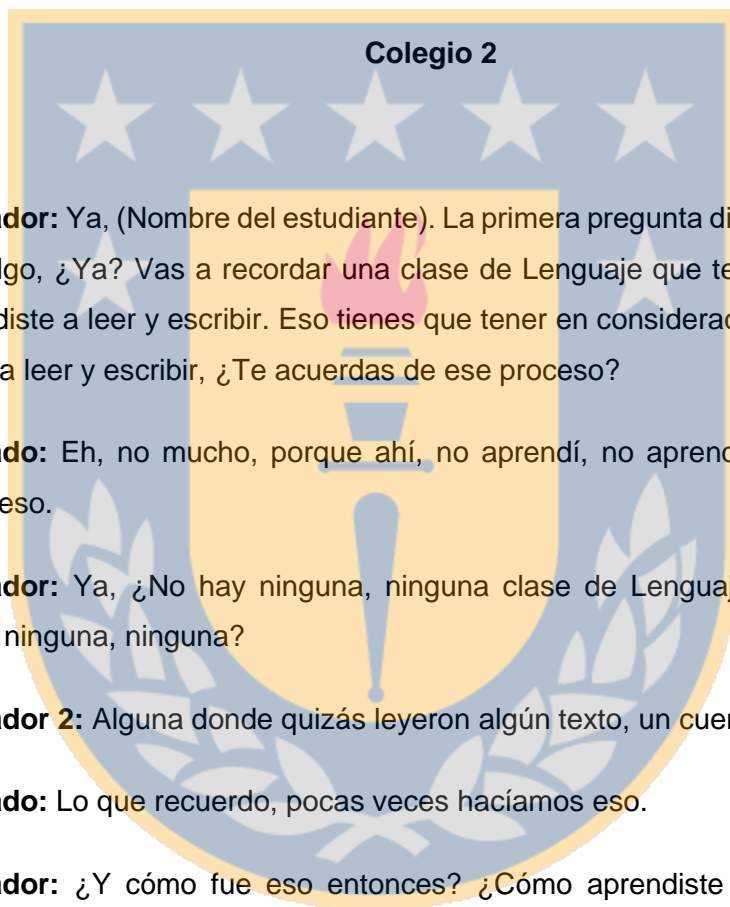 Colegio 2
ador: Ya, (Nombre del estudiante). La primera pregunta di
lgo, ¿Ya? Vas a recordar una clase de Lenguaje que te
diste a leer y escribir. Eso tienes que tener en considerac
a leer y escribir, ¿Te acuerdas de ese proceso?
ado: Eh, no mucho, porque ahí, no aprendí, no aprend
eso.
ador: Ya, ¿No hay ninguna, ninguna clase de Lenguaj
ninguna, ninguna?
ador 2: Alguna donde quizás leyeron algún texto, un cuen
ado: Lo que recuerdo, pocas veces hacíamos eso.
ador: ¿Y cómo fue eso entonces? ¿Cómo aprendiste